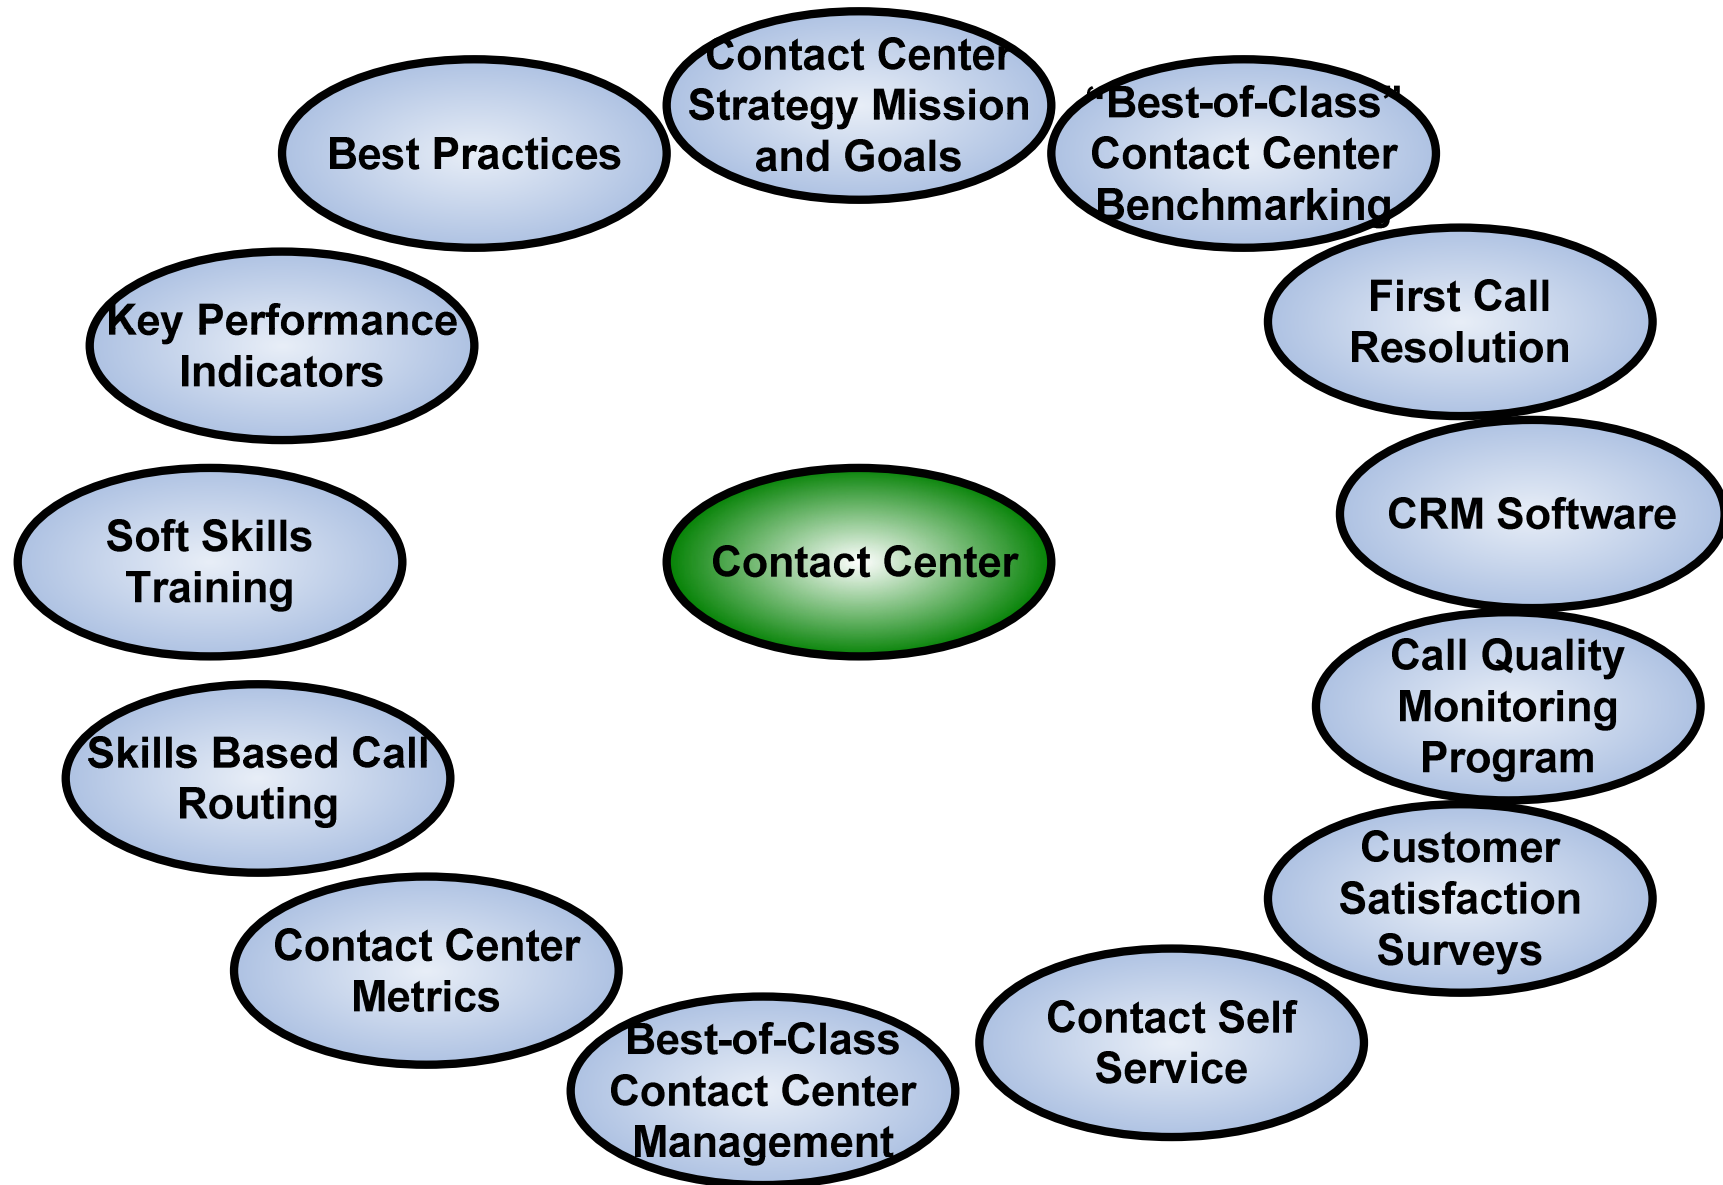 Contact Center
Strategy Mission
and Goals
“Best-of-Class"
Contact Center
Benchmarking
First Call
Resolution
CRM Software
Call Quality
Monitoring
Program
Customer
Satisfaction
Surveys
Contact Self
Service
Best-of-Class
Contact Center
Management
Contact Center
Metrics
Skills Based Call
Routing
Soft Skills
Training
Key Performance
Indicators
Best Practices
Contact Center